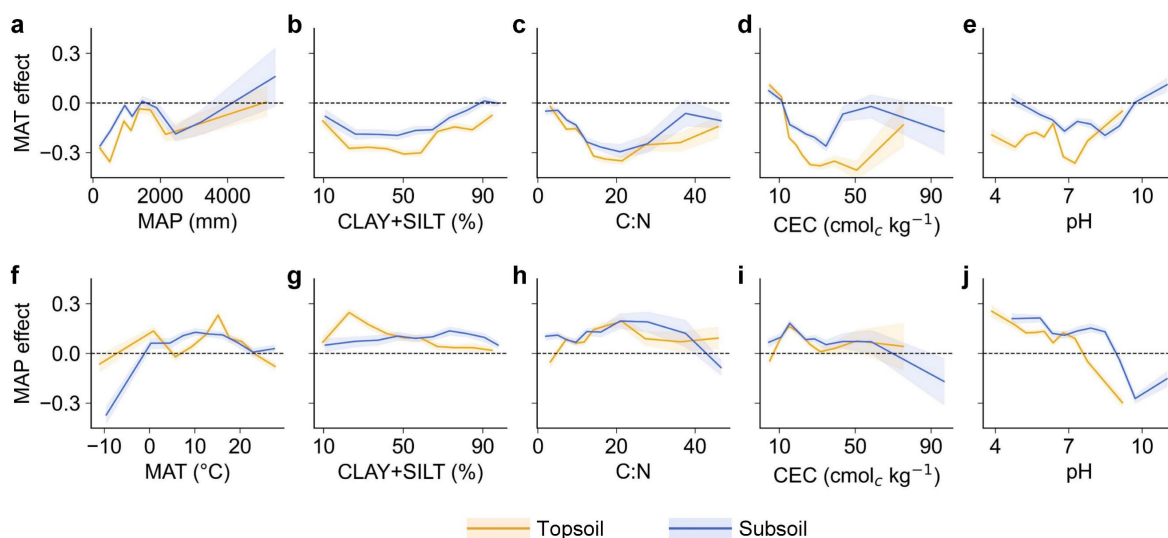 a b c d e
MAT effect
0.3
0.0
−0.3
0 2000 4000
MAP (mm)
10 50 90
CLAY+SILT (%)
0 20 40
C:N
10 50 90
CEC (cmol_c kg⁻¹)
4 7 10
pH
f g h i j
MAP effect
0.3
0.0
−0.3
−10 0 10 20
MAT (°C)
10 50 90
CLAY+SILT (%)
0 20 40
C:N
10 50 90
CEC (cmol_c kg⁻¹)
4 7 10
pH
Topsoil Subsoil